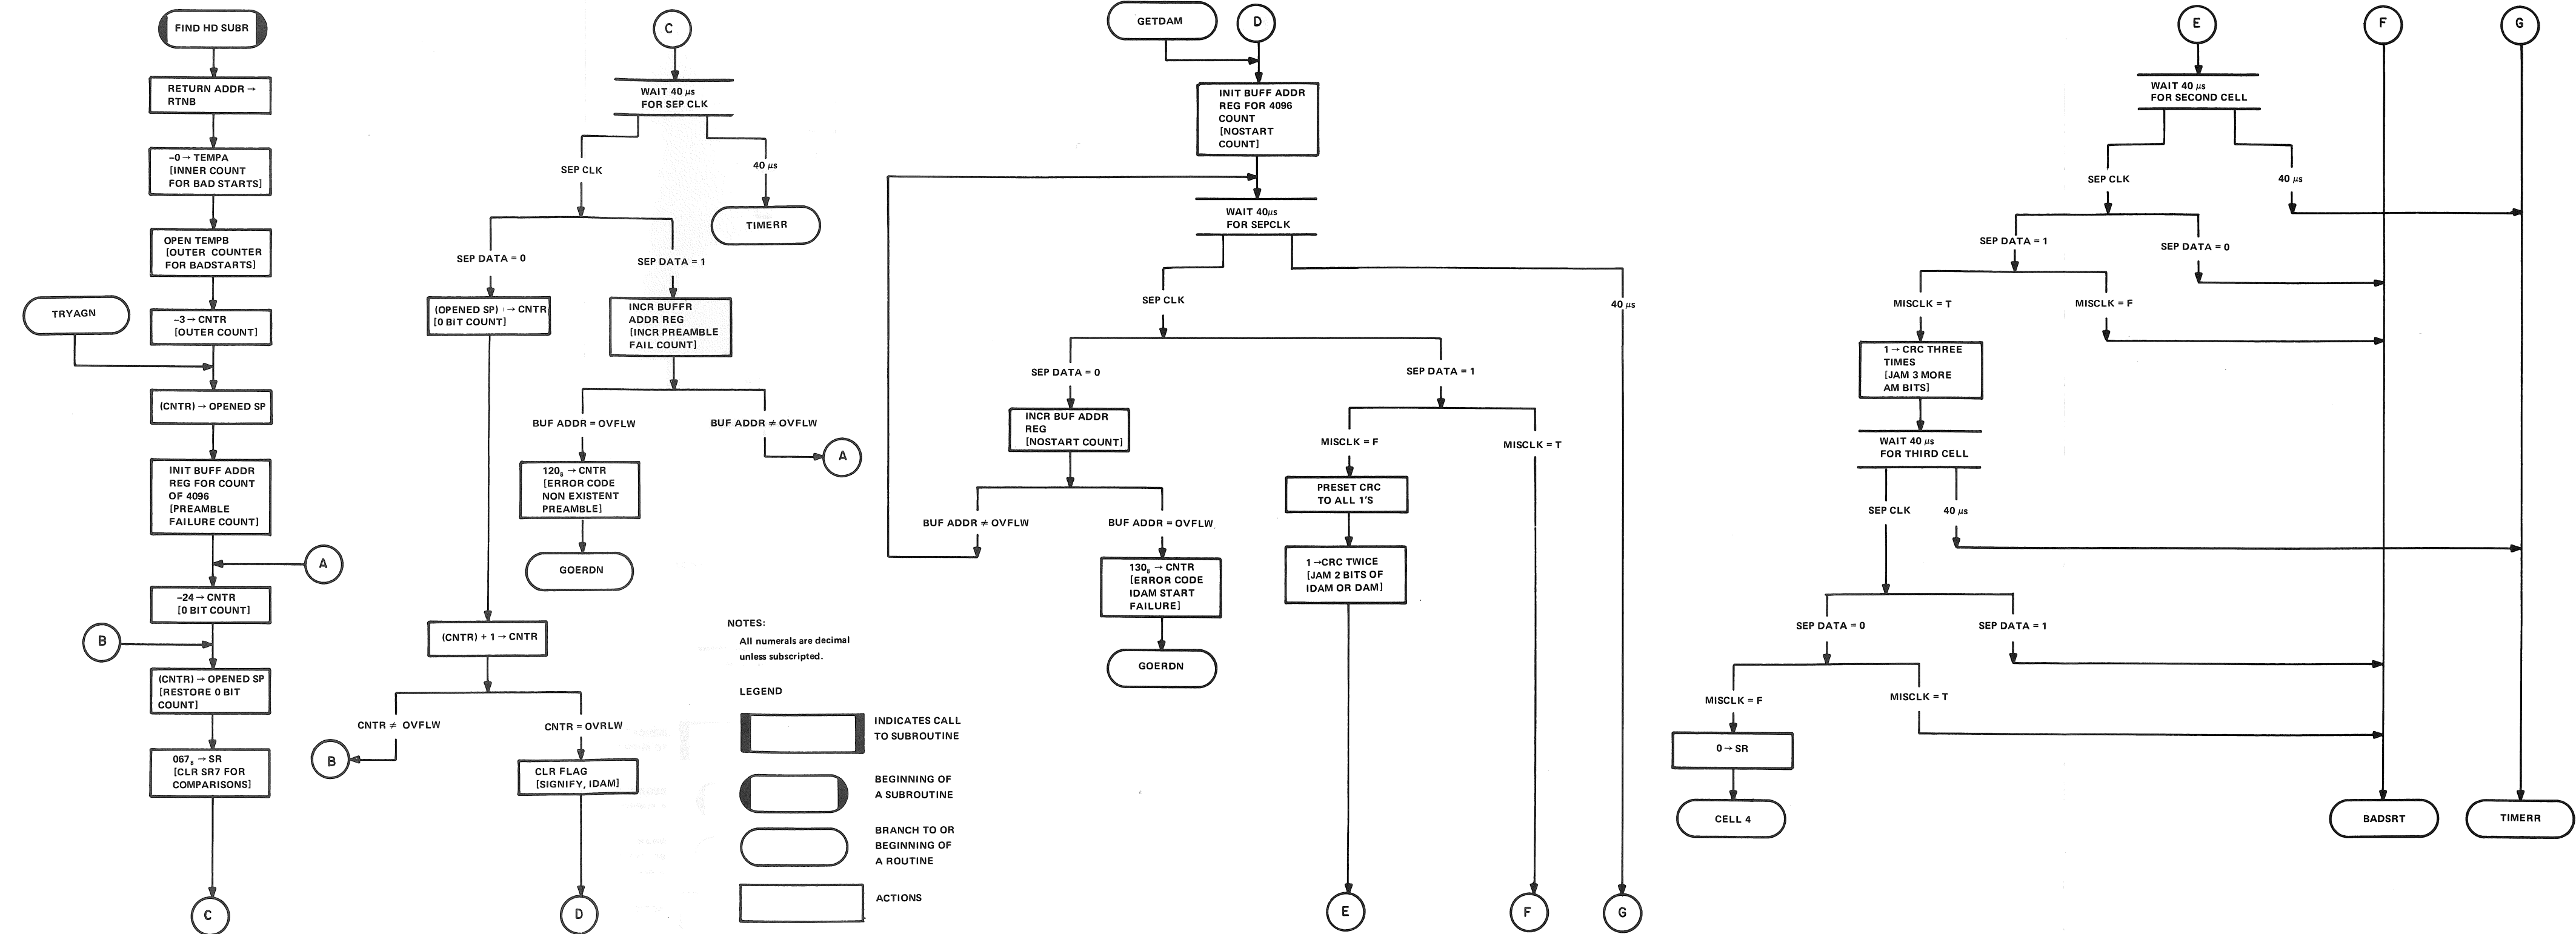 FIND HD SUBR
RETURN ADDR →
RTNB
−0 → TEMPA
[INNER COUNT
FOR BAD STARTS]
OPEN TEMPB
[OUTER COUNTER
FOR BADSTARTS]
TRYAGN
−3 → CNTR
[OUTER COUNT]
(CNTR) → OPENED SP
INIT BUFF ADDR
REG FOR COUNT
OF 4096
[PREAMBLE
FAILURE COUNT]
A
−24 → CNTR
[0 BIT COUNT]
B
(CNTR) → OPENED SP
[RESTORE 0 BIT
COUNT]
067₈ → SR
[CLR SR7 FOR
COMPARISONS]
C
C
WAIT 40 µs
FOR SEP CLK
SEP CLK
40 µs
TIMERR
SEP DATA = 0
SEP DATA = 1
(OPENED SP) → CNTR
[0 BIT COUNT]
INCR BUFFR
ADDR REG
[INCR PREAMBLE
FAIL COUNT]
BUF ADDR = OVFLW
BUF ADDR ≠ OVFLW
A
120₈ → CNTR
[ERROR CODE
NON EXISTENT
PREAMBLE]
GOERDN
(CNTR) + 1 → CNTR
CNTR ≠ OVFLW
CNTR = OVRLW
B
CLR FLAG
[SIGNIFY, IDAM]
D
NOTES:
All numerals are decimal
unless subscripted.
LEGEND
INDICATES CALL
TO SUBROUTINE
BEGINNING OF
A SUBROUTINE
BRANCH TO OR
BEGINNING OF
A ROUTINE
ACTIONS
GETDAM
D
INIT BUFF ADDR
REG FOR 4096
COUNT
[NOSTART
COUNT]
WAIT 40µs
FOR SEPCLK
SEP CLK
40 µs
SEP DATA = 0
SEP DATA = 1
INCR BUF ADDR
REG
[NOSTART COUNT]
MISCLK = F
MISCLK = T
BUF ADDR ≠ OVFLW
BUF ADDR = OVFLW
PRESET CRC
TO ALL 1'S
130₈ → CNTR
[ERROR CODE
IDAM START
FAILURE]
1 →CRC TWICE
[JAM 2 BITS OF
IDAM OR DAM]
GOERDN
E
F
G
E
F
G
WAIT 40 µs
FOR SECOND CELL
SEP CLK
40 µs
SEP DATA = 1
SEP DATA = 0
MISCLK = T
MISCLK = F
1 → CRC THREE
TIMES
[JAM 3 MORE
AM BITS]
WAIT 40 µs
FOR THIRD CELL
SEP CLK
40 µs
SEP DATA = 0
SEP DATA = 1
MISCLK = F
MISCLK = T
0 → SR
CELL 4
BADSRT
TIMERR